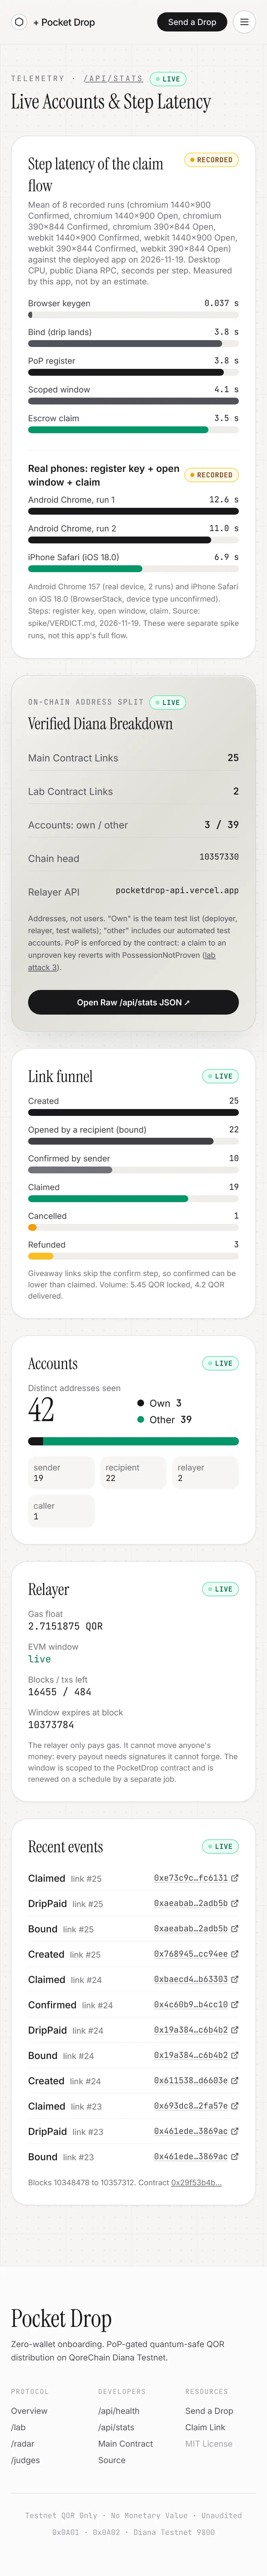 + Pocket Drop
Send a Drop
TELEMETRY · /API/STATS LIVE
Live Accounts & Step Latency
Step latency of the claim flow
RECORDED
Mean of 8 recorded runs (chromium 1440×900
Confirmed, chromium 1440×900 Open, chromium
390×844 Confirmed, chromium 390×844 Open,
webkit 1440×900 Confirmed, webkit 1440×900 Open,
webkit 390×844 Confirmed, webkit 390×844 Open)
against the deployed app on 2026-11-19. Desktop
CPU, public Diana RPC, seconds per step. Measured
by this app, not by an estimate.
Browser keygen 0.037 s
Bind (drip lands) 3.8 s
PoP register 3.8 s
Scoped window 4.1 s
Escrow claim 3.5 s
Real phones: register key + open
window + claim
RECORDED
Android Chrome, run 1 12.6 s
Android Chrome, run 2 11.0 s
iPhone Safari (iOS 18.0) 6.9 s
Android Chrome 157 (real device, 2 runs) and iPhone Safari
on iOS 18.0 (BrowserStack, device type unconfirmed).
Steps: register key, open window, claim. Source:
spike/VERDICT.md, 2026-11-19. These were separate spike
runs, not this app's full flow.
ON-CHAIN ADDRESS SPLIT LIVE
Verified Diana Breakdown
Main Contract Links 25
Lab Contract Links 2
Accounts: own / other 3 / 39
Chain head 10357330
Relayer API pocketdrop-api.vercel.app
Addresses, not users. "Own" is the team test list (deployer,
relayer, test wallets); "other" includes our automated test
accounts. PoP is enforced by the contract: a claim to an
unproven key reverts with PossessionNotProven (lab
attack 3).
Open Raw /api/stats JSON ↗
Link funnel LIVE
Created 25
Opened by a recipient (bound) 22
Confirmed by sender 10
Claimed 19
Cancelled 1
Refunded 3
Giveaway links skip the confirm step, so confirmed can be
lower than claimed. Volume: 5.45 QOR locked, 4.2 QOR
delivered.
Accounts LIVE
Distinct addresses seen
42
Own 3
Other 39
sender
19
recipient
22
relayer
2
caller
1
Relayer LIVE
Gas float
2.7151875 QOR
EVM window
live
Blocks / txs left
16455 / 484
Window expires at block
10373784
The relayer only pays gas. It cannot move anyone's
money: every payout needs signatures it cannot forge. The
window is scoped to the PocketDrop contract and is
renewed on a schedule by a separate job.
Recent events LIVE
Claimed link #25 0xe73c9c…fc6131
DripPaid link #25 0xaeabab…2adb5b
Bound link #25 0xaeabab…2adb5b
Created link #25 0x768945…cc94ee
Claimed link #24 0xbaecd4…b63303
Confirmed link #24 0x4c60b9…b4cc10
DripPaid link #24 0x19a384…c6b4b2
Bound link #24 0x19a384…c6b4b2
Created link #24 0x611538…d6603e
Claimed link #23 0x693dc8…2fa57e
DripPaid link #23 0x461ede…3869ac
Bound link #23 0x461ede…3869ac
Blocks 10348478 to 10357312. Contract 0x29f53b4b…
Pocket Drop
Zero-wallet onboarding. PoP-gated quantum-safe QOR
distribution on QoreChain Diana Testnet.
PROTOCOL
Overview
/lab
/radar
/judges
DEVELOPERS
/api/health
/api/stats
Main Contract
Source
RESOURCES
Send a Drop
Claim Link
MIT License
Testnet QOR Only · No Monetary Value · Unaudited
0x0A01 · 0x0A02 · Diana Testnet 9800